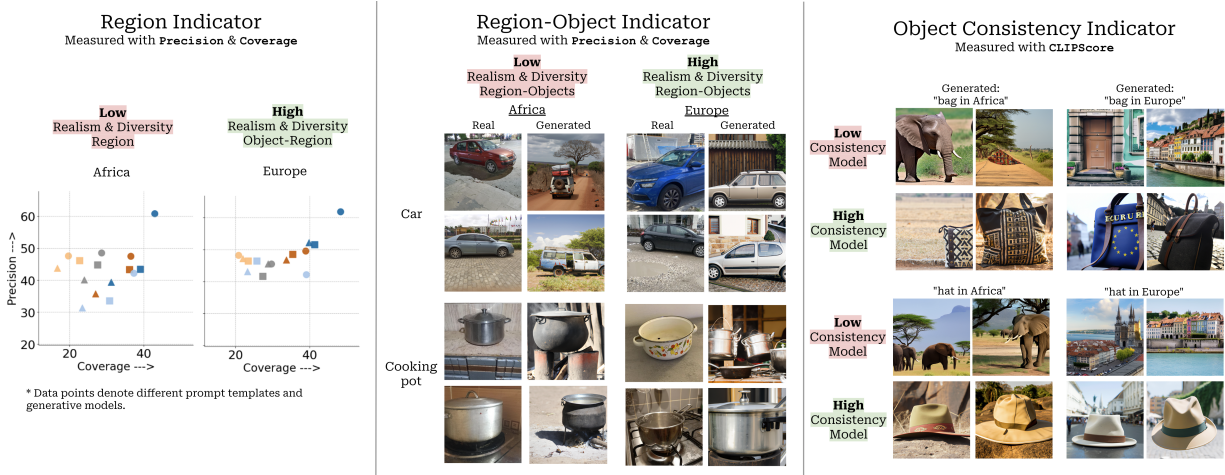 Region Indicator
Measured with Precision & Coverage
Low
Realism & Diversity
Region
High
Realism & Diversity
Object-Region
Africa
Europe
Precision --->
60
50
40
30
20
20
40
20
40
Coverage --->
Coverage --->
* Data points denote different prompt templates and
generative models.
Region-Object Indicator
Measured with Precision & Coverage
Low
Realism & Diversity
Region-Objects
High
Realism & Diversity
Region-Objects
Africa
Europe
Real
Generated
Real
Generated
Car
Cooking
pot
Object Consistency Indicator
Measured with CLIPScore
Generated:
"bag in Africa"
Generated:
"bag in Europe"
Low
Consistency
Model
High
Consistency
Model
"hat in Africa"
"hat in Europe"
Low
Consistency
Model
High
Consistency
Model